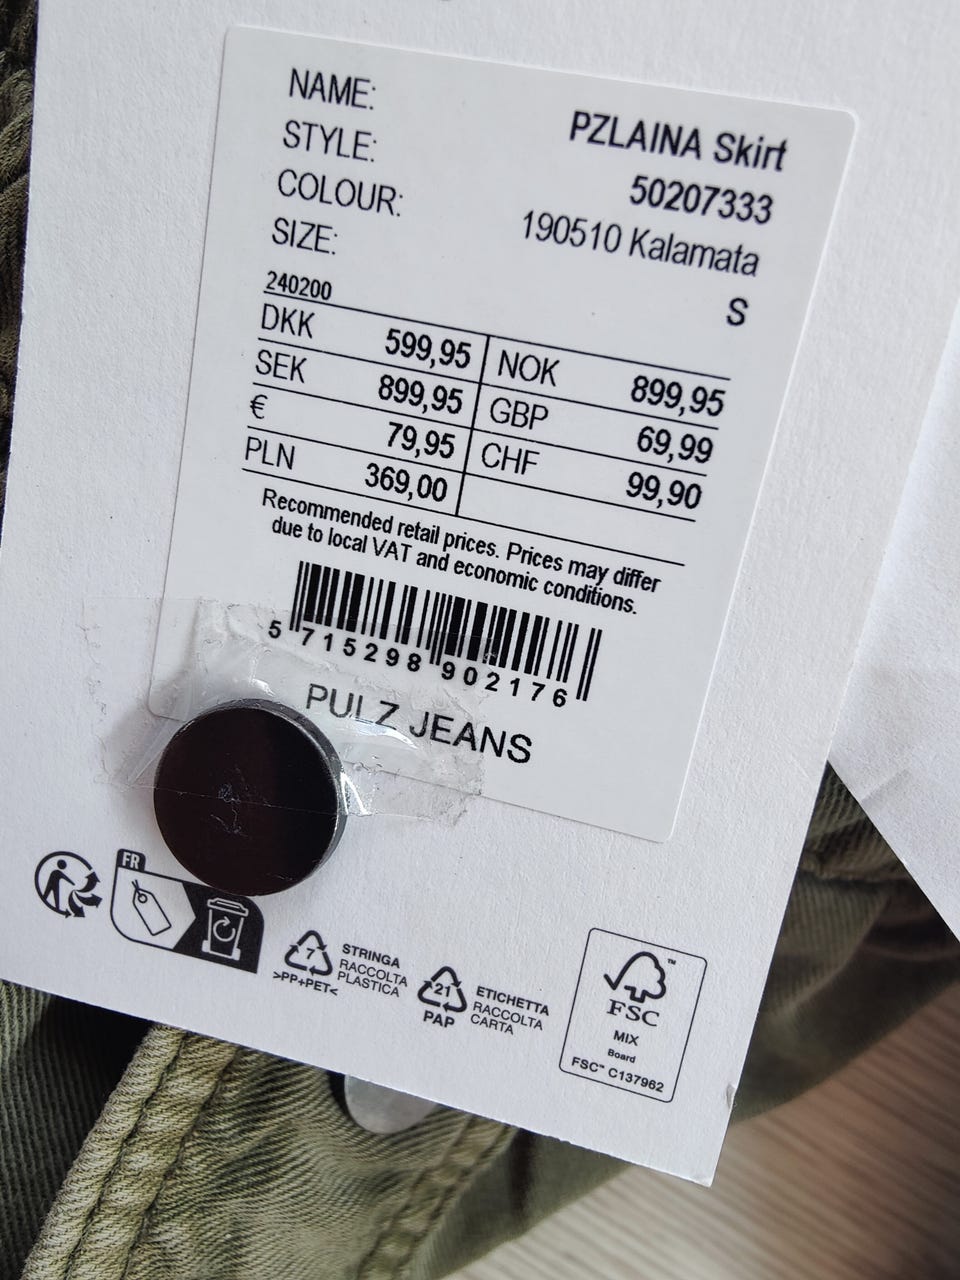 NAME: PZLAINA Skirt
STYLE: 50207333
COLOUR: 190510 Kalamata
SIZE: S
240200
DKK 599,95 NOK 899,95
SEK 899,95 GBP 69,99
€ 79,95 CHF 99,90
PLN 369,00
Recommended retail prices. Prices may differ
due to local VAT and economic conditions.
5 715298 902176
PULZ JEANS
FR
7
>PP+PET<
STRINGA
RACCOLTA
PLASTICA
21
PAP
ETICHETTA
RACCOLTA
CARTA
™
FSC
MIX
Board
FSC™ C137962